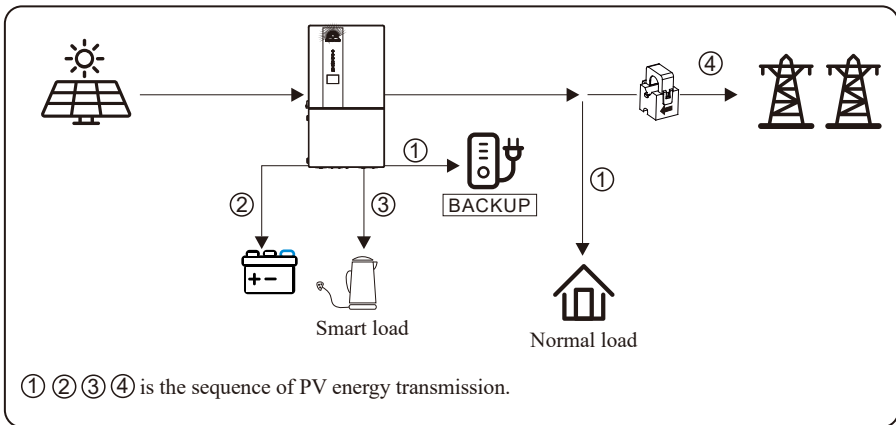 ④
①
BACKUP
①
②
③
+ −
Smart load
Normal load
① ② ③ ④ is the sequence of PV energy transmission.